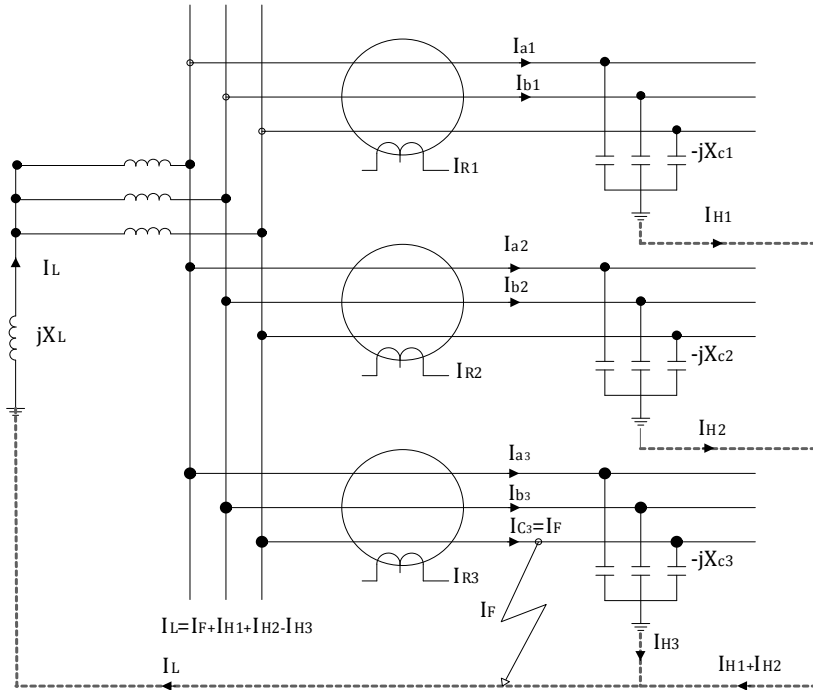 Ia1
Ib1
IR1
-jXc1
IH1
IL
jXL
Ia2
Ib2
IR2
-jXc2
IH2
Ia3
Ib3
IC3=IF
IR3
-jXc3
IF
IL=IF+IH1+IH2-IH3
IH3
IL
IH1+IH2